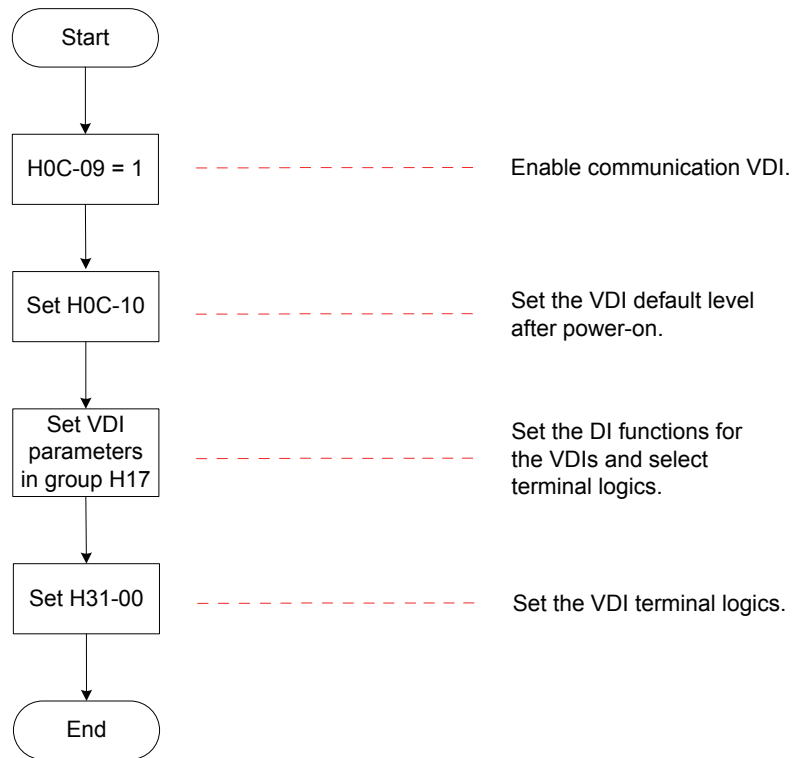 Start
H0C-09 = 1
Enable communication VDI.
Set H0C-10
Set the VDI default level
after power-on.
Set VDI
parameters
in group H17
Set the DI functions for
the VDIs and select
terminal logics.
Set H31-00
Set the VDI terminal logics.
End